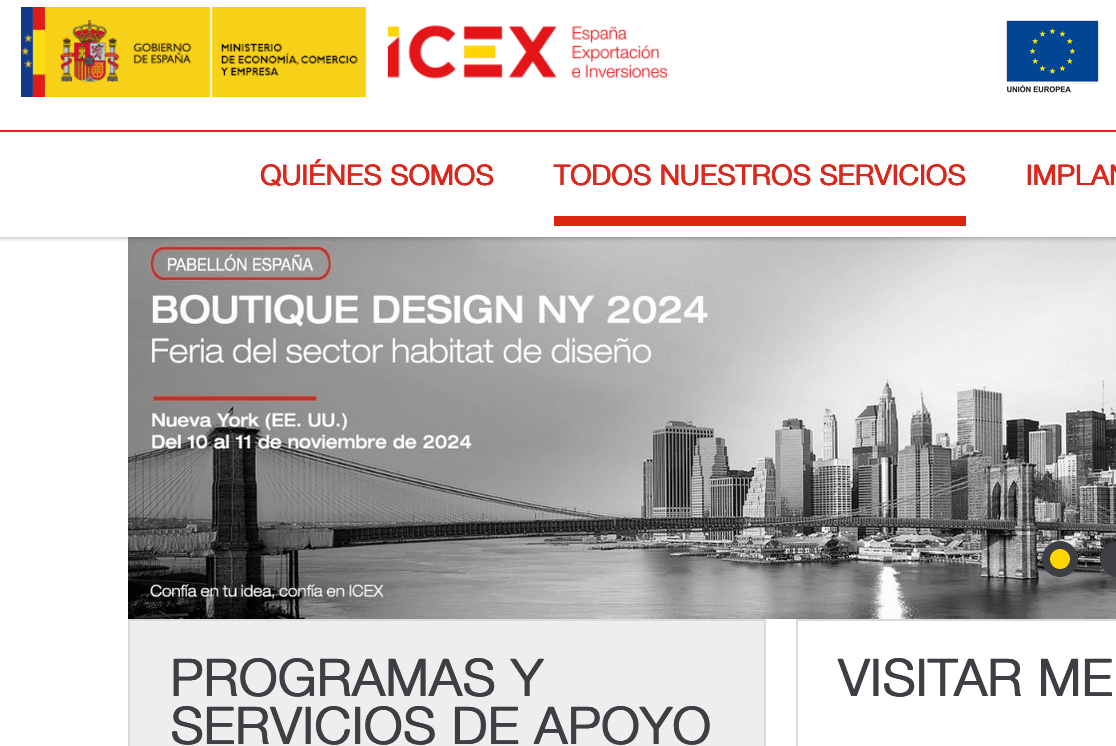 GOBIERNO
DE ESPAÑA
MINISTERIO
DE ECONOMÍA, COMERCIO
Y EMPRESA
iCEX
España
Exportación
e Inversiones
UNIÓN EUROPEA
QUIÉNES SOMOS
TODOS NUESTROS SERVICIOS
IMPLAN
PABELLÓN ESPAÑA
BOUTIQUE DESIGN NY 2024
Feria del sector habitat de diseño
Nueva York (EE. UU.)
Del 10 al 11 de noviembre de 2024
Confía en tu idea, confía en ICEX
PROGRAMAS Y
SERVICIOS DE APOYO
VISITAR ME